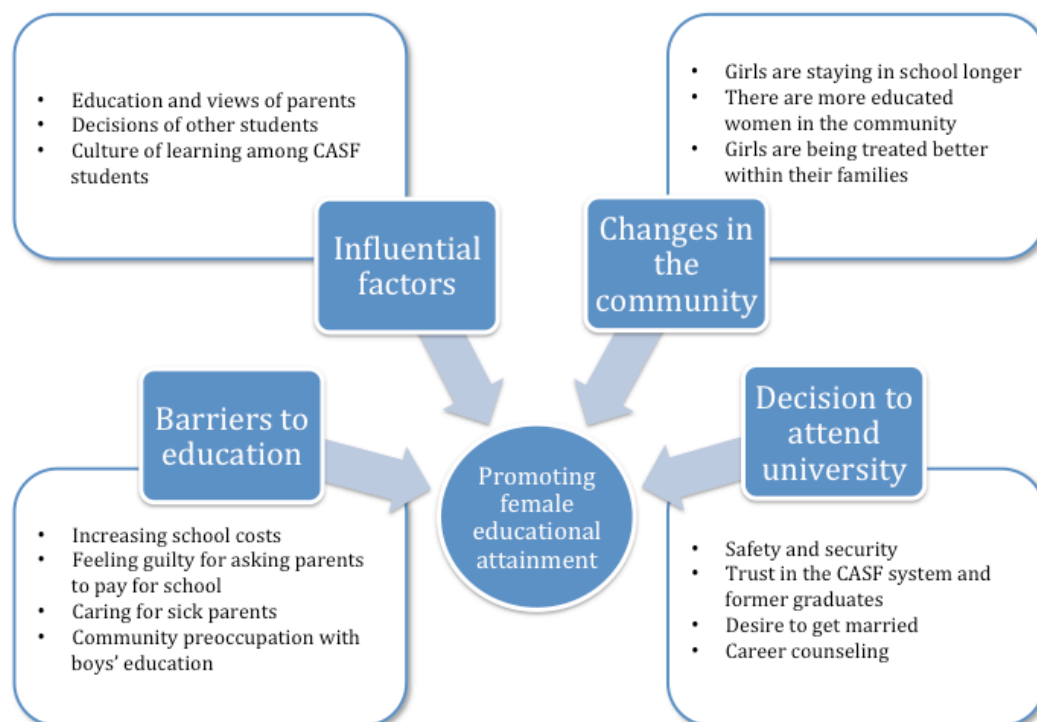 • Education and views of parents
• Decisions of other students
• Culture of learning among CASF
students
Influential
factors
• Girls are staying in school longer
• There are more educated
women in the community
• Girls are being treated better
within their families
Changes in
the
community
Barriers to
education
• Increasing school costs
• Feeling guilty for asking parents
to pay for school
• Caring for sick parents
• Community preoccupation with
boys’ education
Promoting
female
educational
attainment
Decision to
attend
university
• Safety and security
• Trust in the CASF system and
former graduates
• Desire to get married
• Career counseling